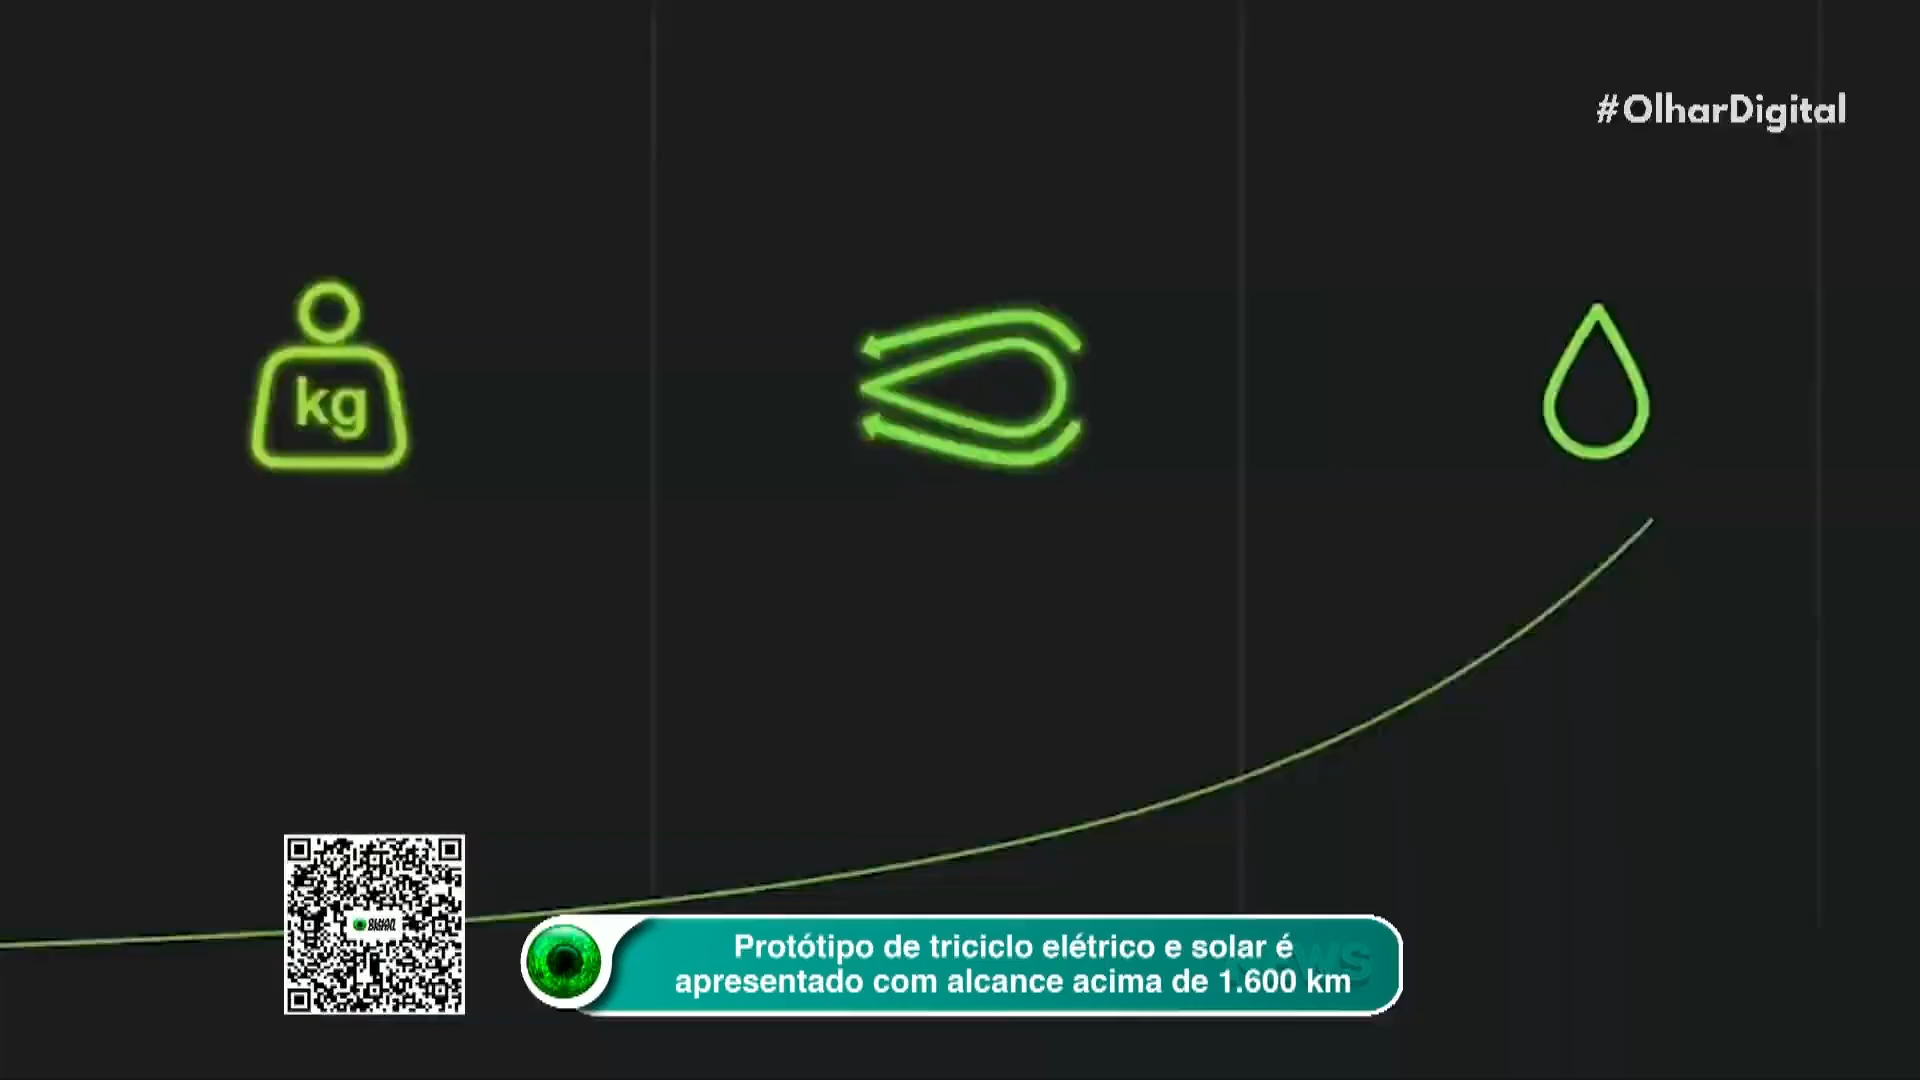 #OlharDigital
kg
Protótipo de triciclo elétrico e solar é
apresentado com alcance acima de 1.600 km